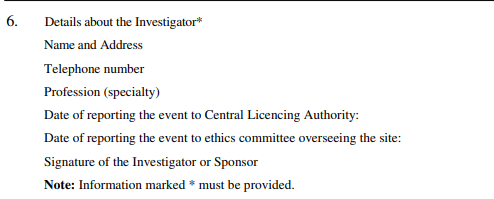 6. Details about the Investigator*
Name and Address
Telephone number
Profession (specialty)
Date of reporting the event to Central Licencing Authority:
Date of reporting the event to ethics committee overseeing the site:
Signature of the Investigator or Sponsor
Note: Information marked * must be provided.